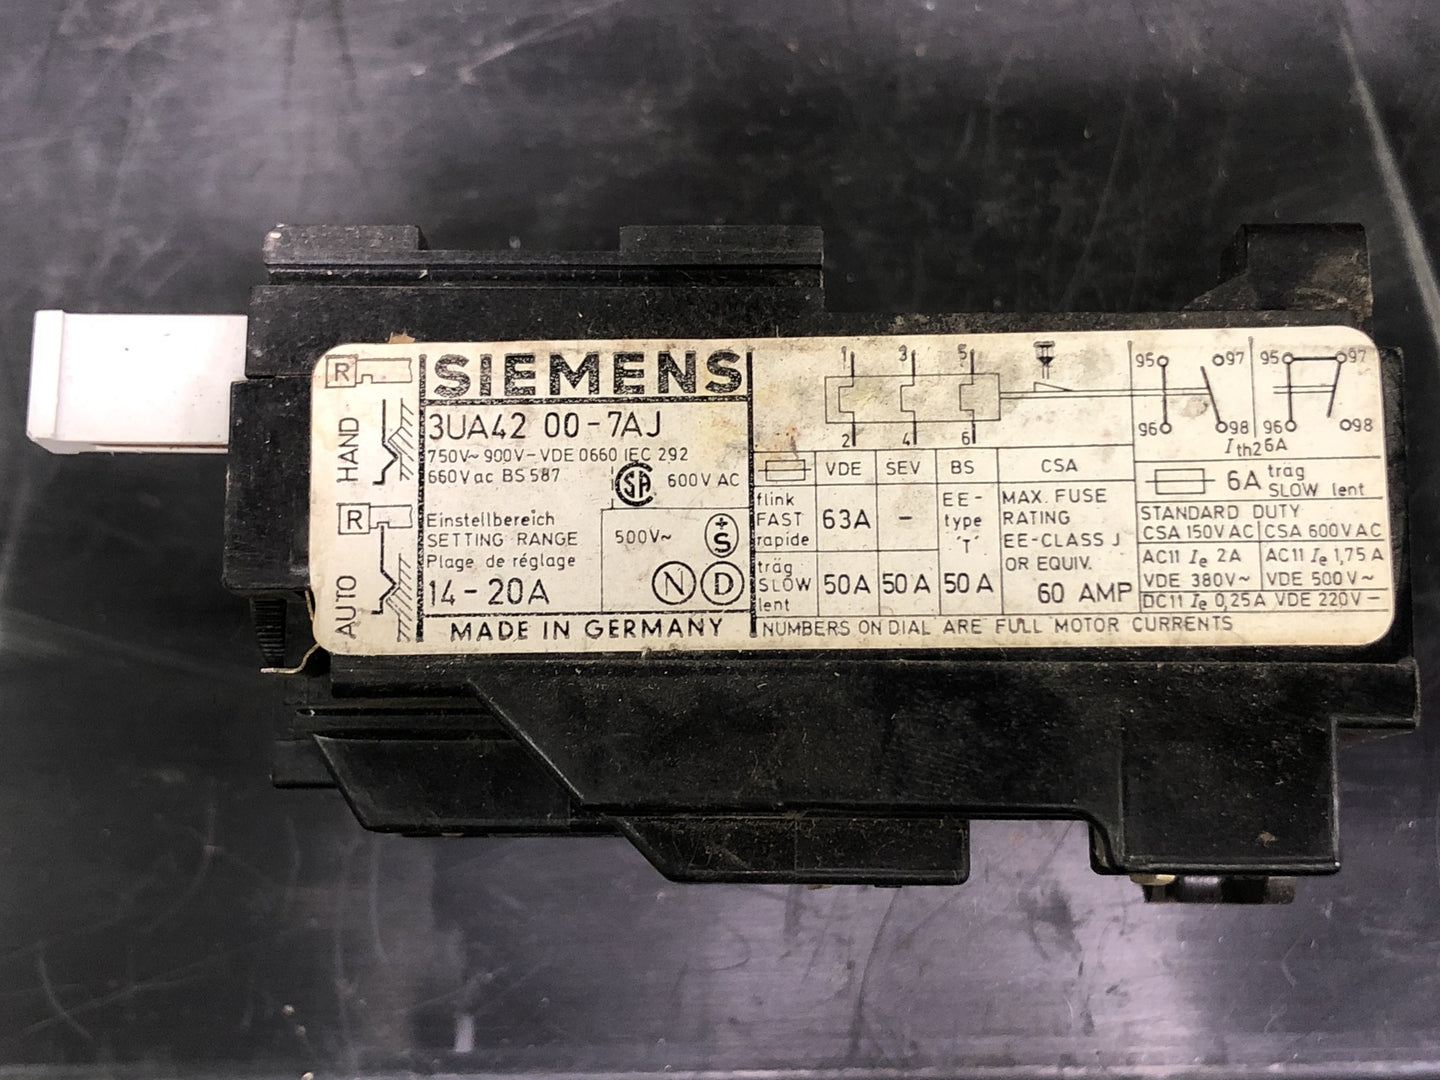 R
HAND
R
AUTO
SIEMENS
3UA42 00-7AJ
750V~ 900V-VDE 0660 IEC 292
660Vac BS 587
SA 600V AC
Einstellbereich
SETTING RANGE
Plage de réglage
14-20A
500V~
+S
N D
MADE IN GERMANY
1 3 5
2 4 6
95 97 95 97
96 98 96 98
Ith2 6A
VDE SEV BS CSA
flink
FAST
rapide
63A
-
EE-
type
'T'
MAX. FUSE
RATING
EE-CLASS J
OR EQUIV.
60 AMP
träg
SLOW
lent
50A 50A 50A
6A träg
SLOW lent
STANDARD DUTY
CSA 150VAC CSA 600VAC
AC11 Ie 2A AC11 Ie 1,75A
VDE 380V~ VDE 500V~
DC11 Ie 0,25A VDE 220V-
NUMBERS ON DIAL ARE FULL MOTOR CURRENTS